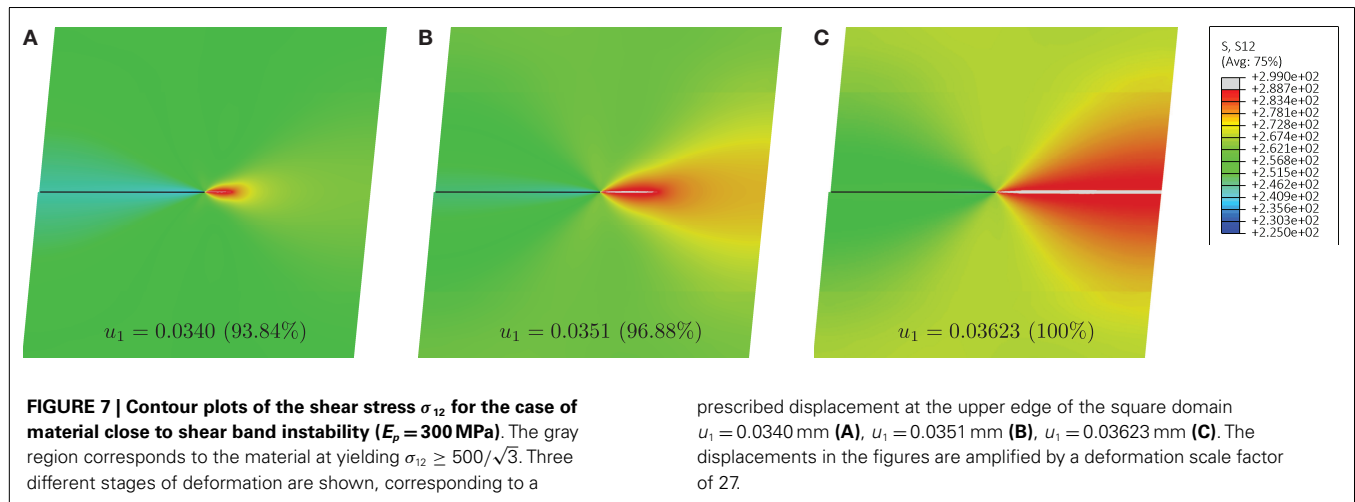 A
B
C
u₁ = 0.0340 (93.84%)
u₁ = 0.0351 (96.88%)
u₁ = 0.03623 (100%)
S, S12
(Avg: 75%)
+2.990e+02
+2.887e+02
+2.834e+02
+2.781e+02
+2.728e+02
+2.674e+02
+2.621e+02
+2.568e+02
+2.515e+02
+2.462e+02
+2.409e+02
+2.356e+02
+2.303e+02
+2.250e+02
FIGURE 7 | Contour plots of the shear stress σ₁₂ for the case of
material close to shear band instability (Eₚ = 300 MPa). The gray
region corresponds to the material at yielding σ₁₂ ≥ 500/√3. Three
different stages of deformation are shown, corresponding to a
prescribed displacement at the upper edge of the square domain
u₁ = 0.0340 mm (A), u₁ = 0.0351 mm (B), u₁ = 0.03623 mm (C). The
displacements in the figures are amplified by a deformation scale factor
of 27.